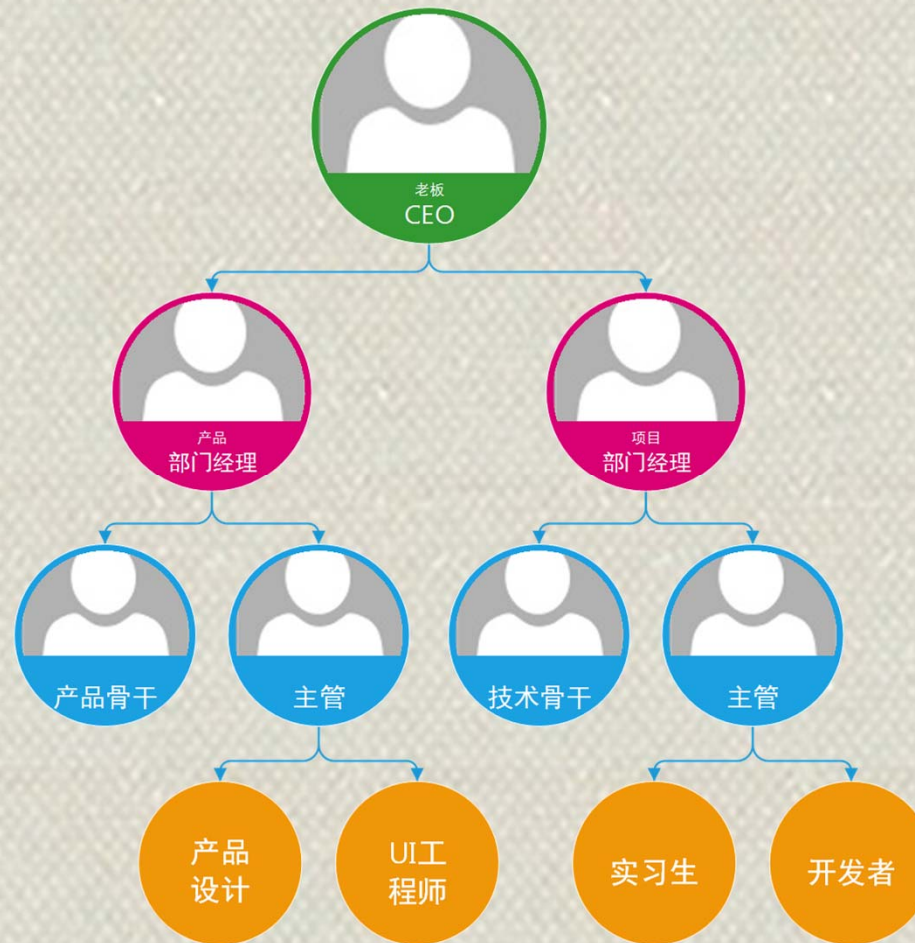 老板
CEO
产品
部门经理
项目
部门经理
产品骨干
主管
技术骨干
主管
产品
设计
UI工
程师
实习生
开发者